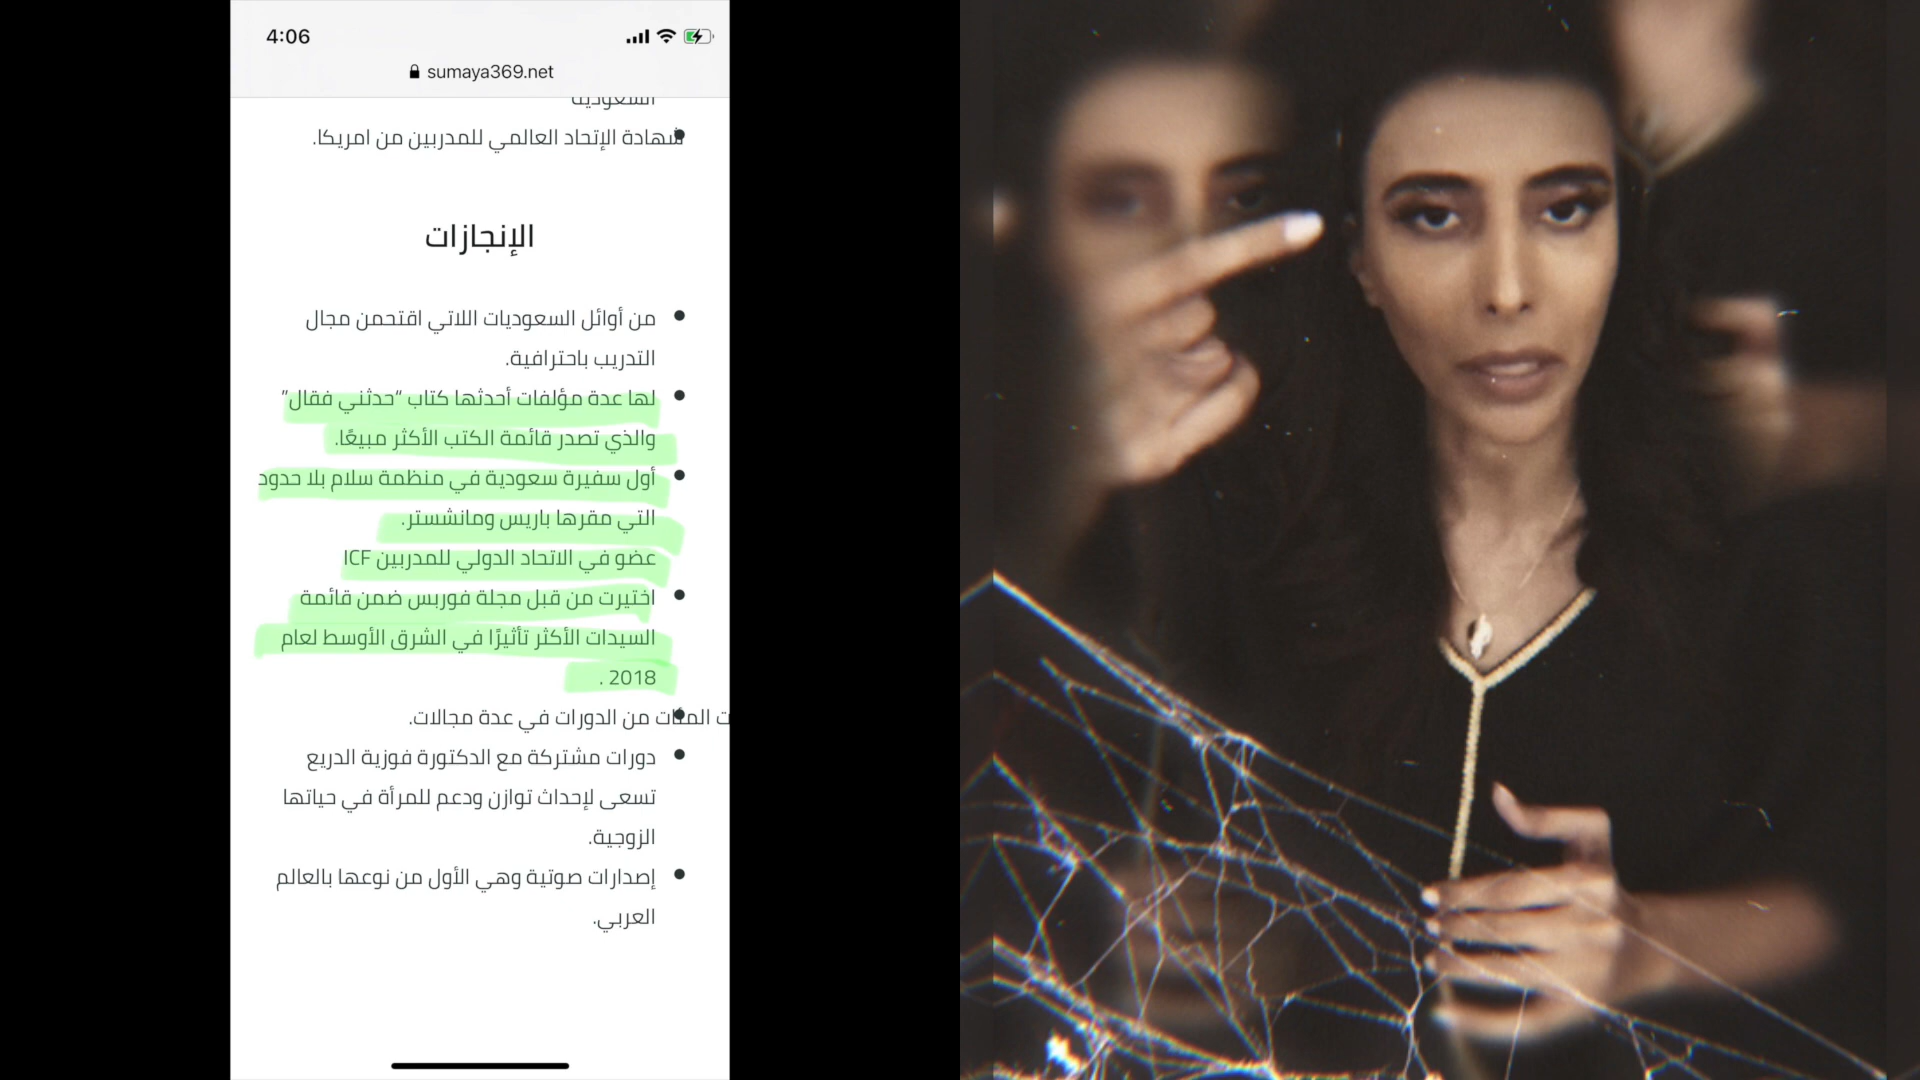 4:06
sumaya369.net
السعودية
شهادة الإتحاد العالمي للمدربين من امريكا.
الإنجازات
من أوائل السعوديات اللاتي اقتحمن مجال
التدريب باحترافية.
لها عدة مؤلفات أحدثها كتاب “حدثني فقال”
والذي تصدر قائمة الكتب الأكثر مبيعًا.
أول سفيرة سعودية في منظمة سلام بلا حدود
التي مقرها باريس ومانشستر.
عضو في الاتحاد الدولي للمدربين ICF
اختيرت من قبل مجلة فوربس ضمن قائمة
السيدات الأكثر تأثيرًا في الشرق الأوسط لعام
2018 .
المئات من الدورات في عدة مجالات.
دورات مشتركة مع الدكتورة فوزية الدريع
تسعى لإحداث توازن ودعم للمرأة في حياتها
الزوجية.
إصدارات صوتية وهي الأول من نوعها بالعالم
العربي.